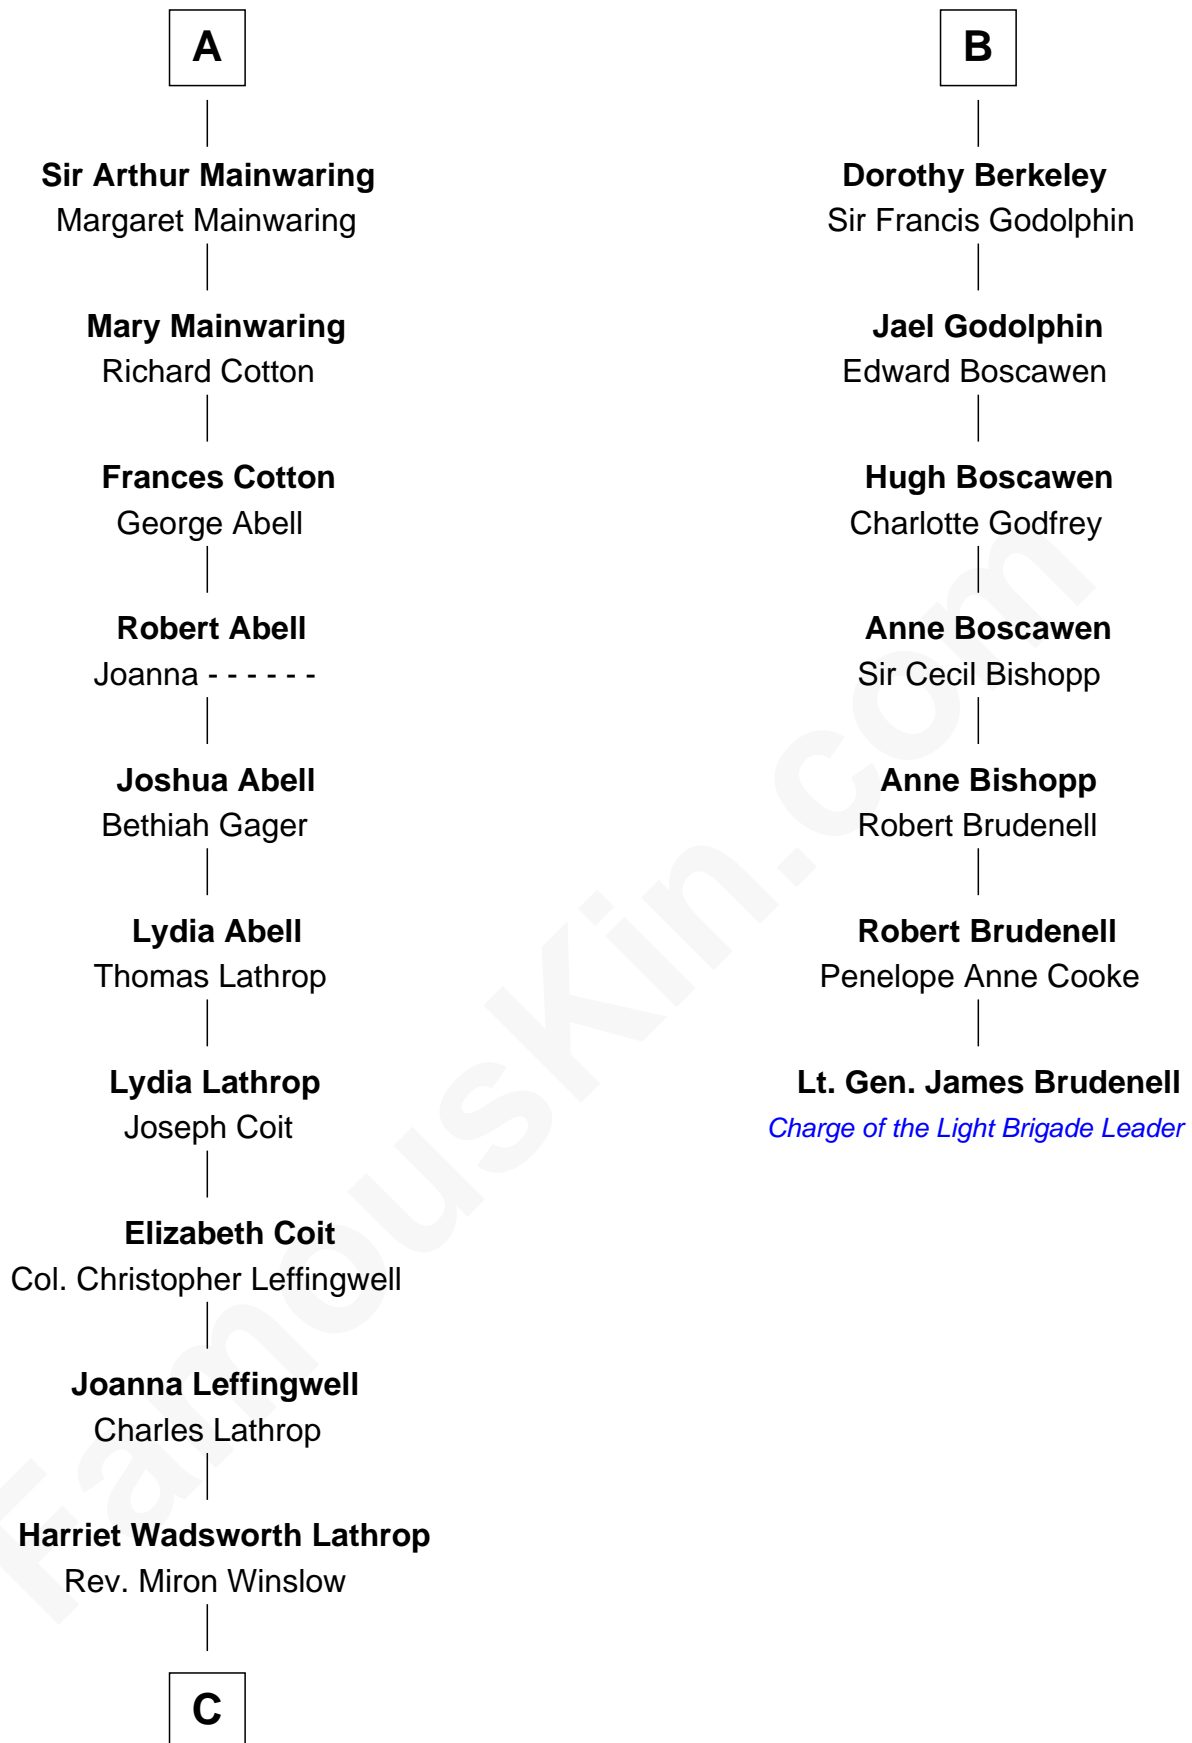 A
Sir Arthur Mainwaring
Margaret Mainwaring
Mary Mainwaring
Richard Cotton
Frances Cotton
George Abell
Robert Abell
Joanna - - - - - -
Joshua Abell
Bethiah Gager
Lydia Abell
Thomas Lathrop
Lydia Lathrop
Joseph Coit
Elizabeth Coit
Col. Christopher Leffingwell
Joanna Leffingwell
Charles Lathrop
Harriet Wadsworth Lathrop
Rev. Miron Winslow
C
B
Dorothy Berkeley
Sir Francis Godolphin
Jael Godolphin
Edward Boscawen
Hugh Boscawen
Charlotte Godfrey
Anne Boscawen
Sir Cecil Bishopp
Anne Bishopp
Robert Brudenell
Robert Brudenell
Penelope Anne Cooke
Lt. Gen. James Brudenell
Charge of the Light Brigade Leader
FamousKin.com